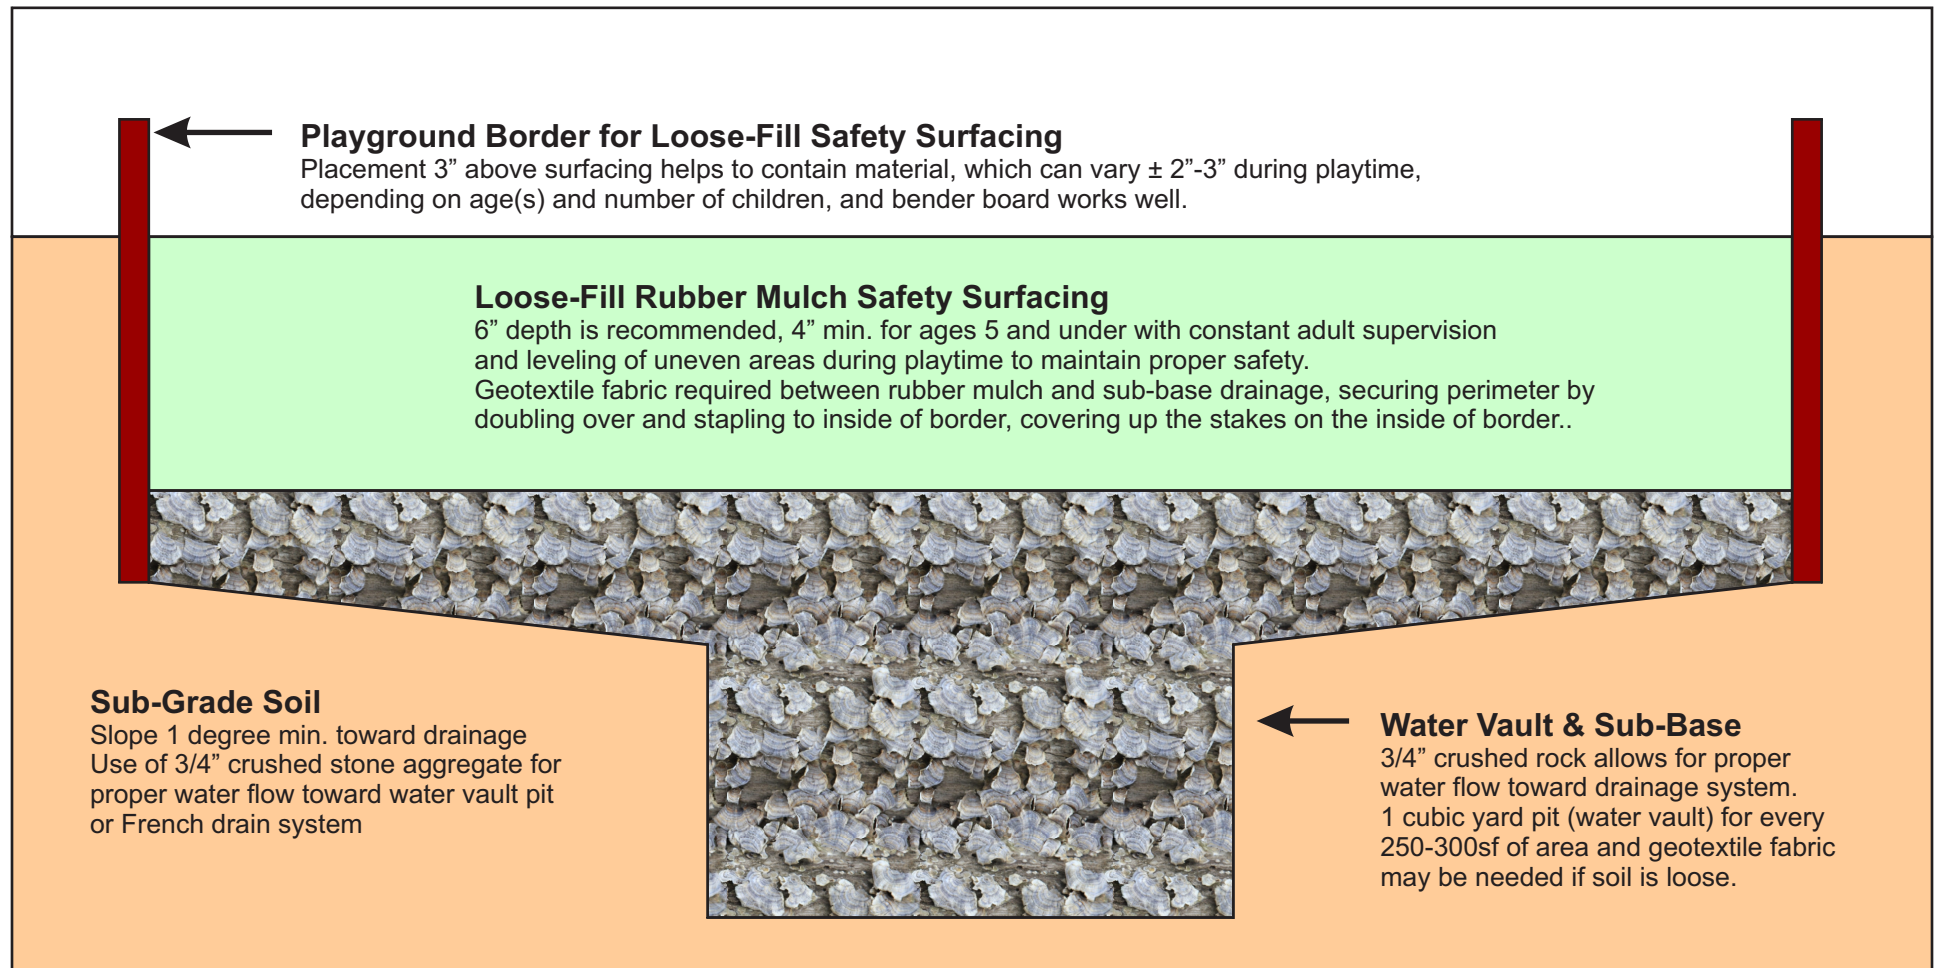 Playground Border for Loose-Fill Safety Surfacing
Placement 3” above surfacing helps to contain material, which can vary ± 2”-3” during playtime,
depending on age(s) and number of children, and bender board works well.
Loose-Fill Rubber Mulch Safety Surfacing
6” depth is recommended, 4” min. for ages 5 and under with constant adult supervision
and leveling of uneven areas during playtime to maintain proper safety.
Geotextile fabric required between rubber mulch and sub-base drainage, securing perimeter by
doubling over and stapling to inside of border, covering up the stakes on the inside of border..
Sub-Grade Soil
Slope 1 degree min. toward drainage
Use of 3/4” crushed stone aggregate for
proper water flow toward water vault pit
or French drain system
Water Vault & Sub-Base
3/4” crushed rock allows for proper
water flow toward drainage system.
1 cubic yard pit (water vault) for every
250-300sf of area and geotextile fabric
may be needed if soil is loose.